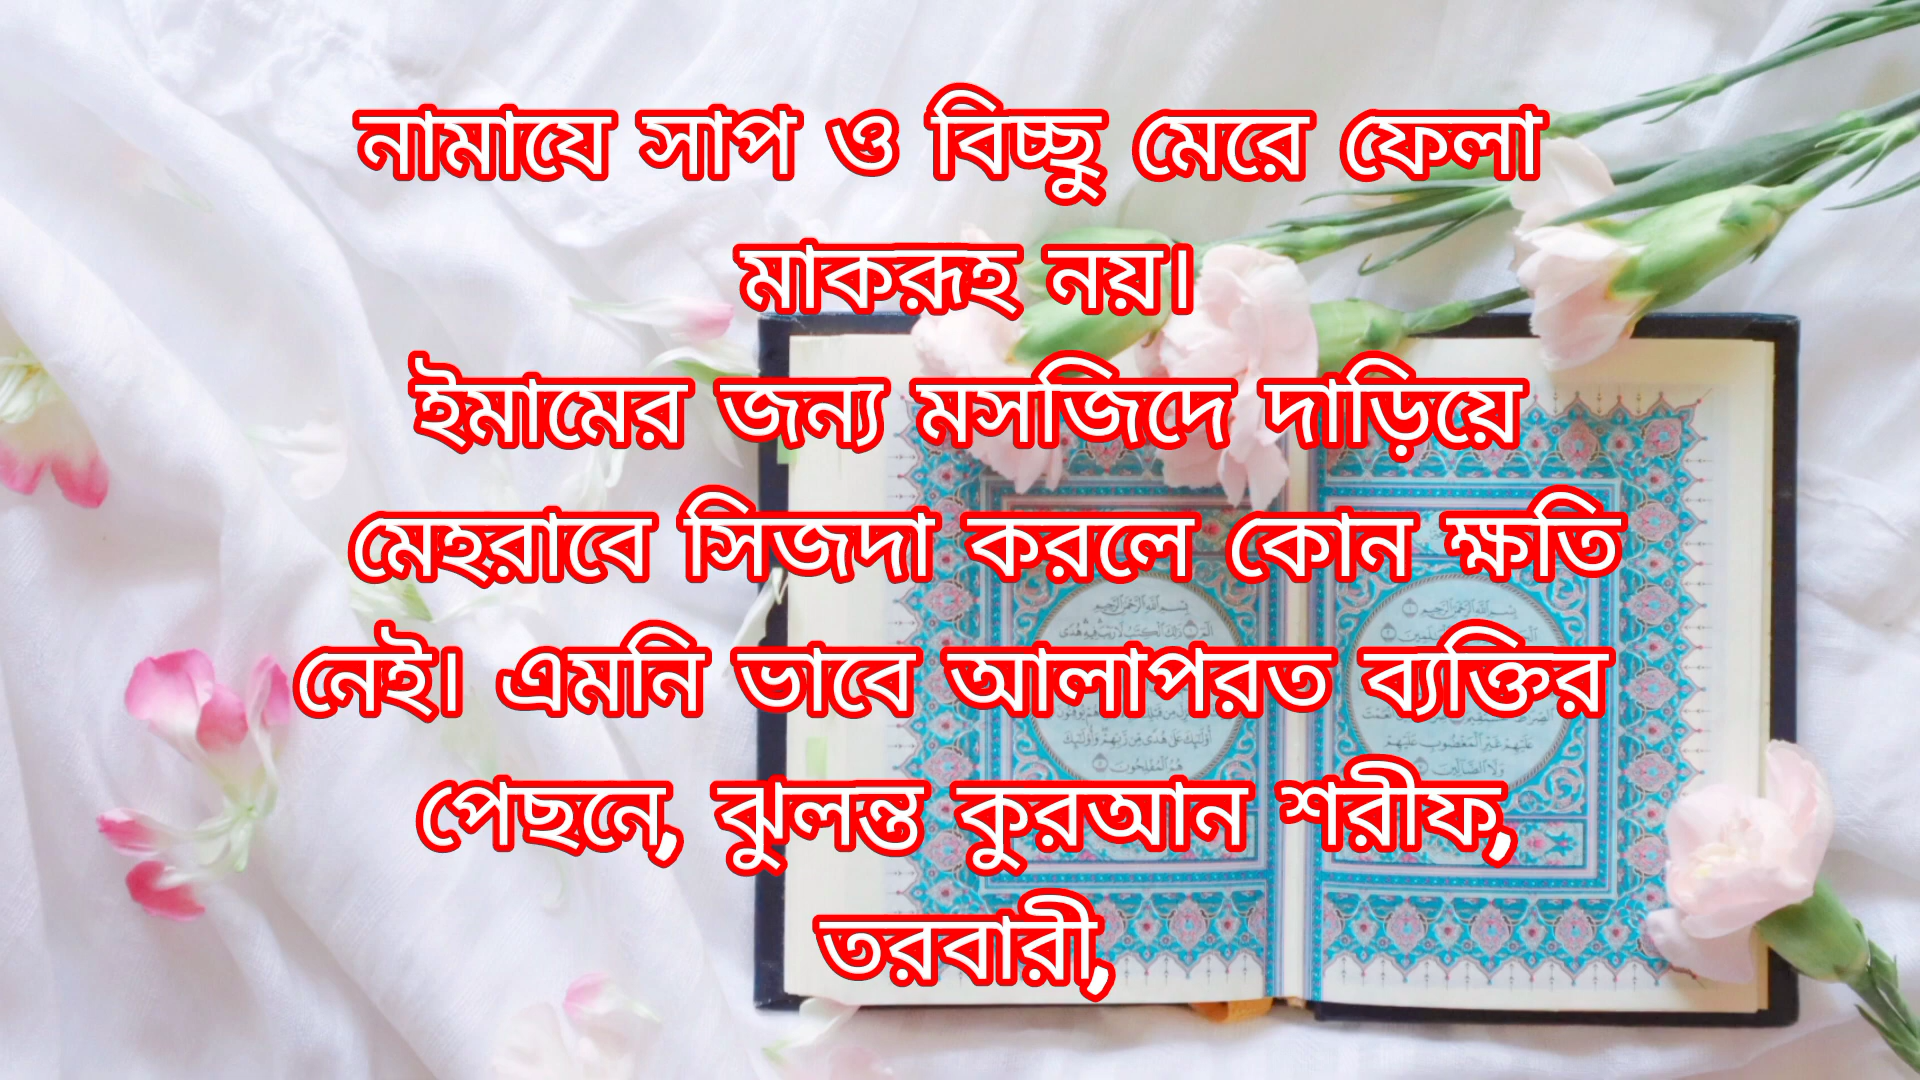 নামাযে সাপ ও বিচ্ছু মেরে ফেলা
মাকরূহ নয়।
ইমামের জন্য মসজিদে দাড়িয়ে
মেহরাবে সিজদা করলে কোন ক্ষতি
নেই। এমনি ভাবে আলাপরত ব্যক্তির
পেছনে, ঝুলন্ত কুরআন শরীফ,
তরবারী,